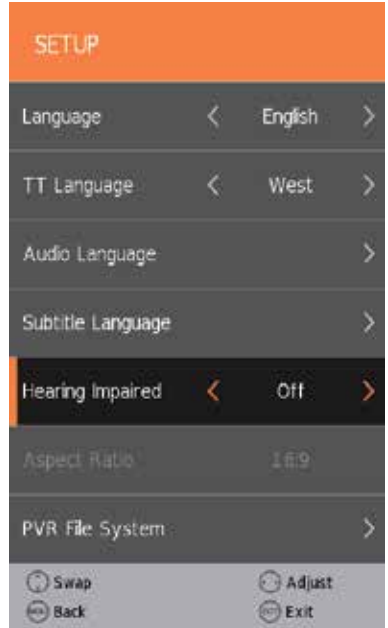 SETUP
Language < English >
TT Language < West >
Audio Language >
Subtitle Language >
Hearing Impaired < Off >
Aspect Ratio 16:9
PVR File System >
Swap Adjust
Back Exit